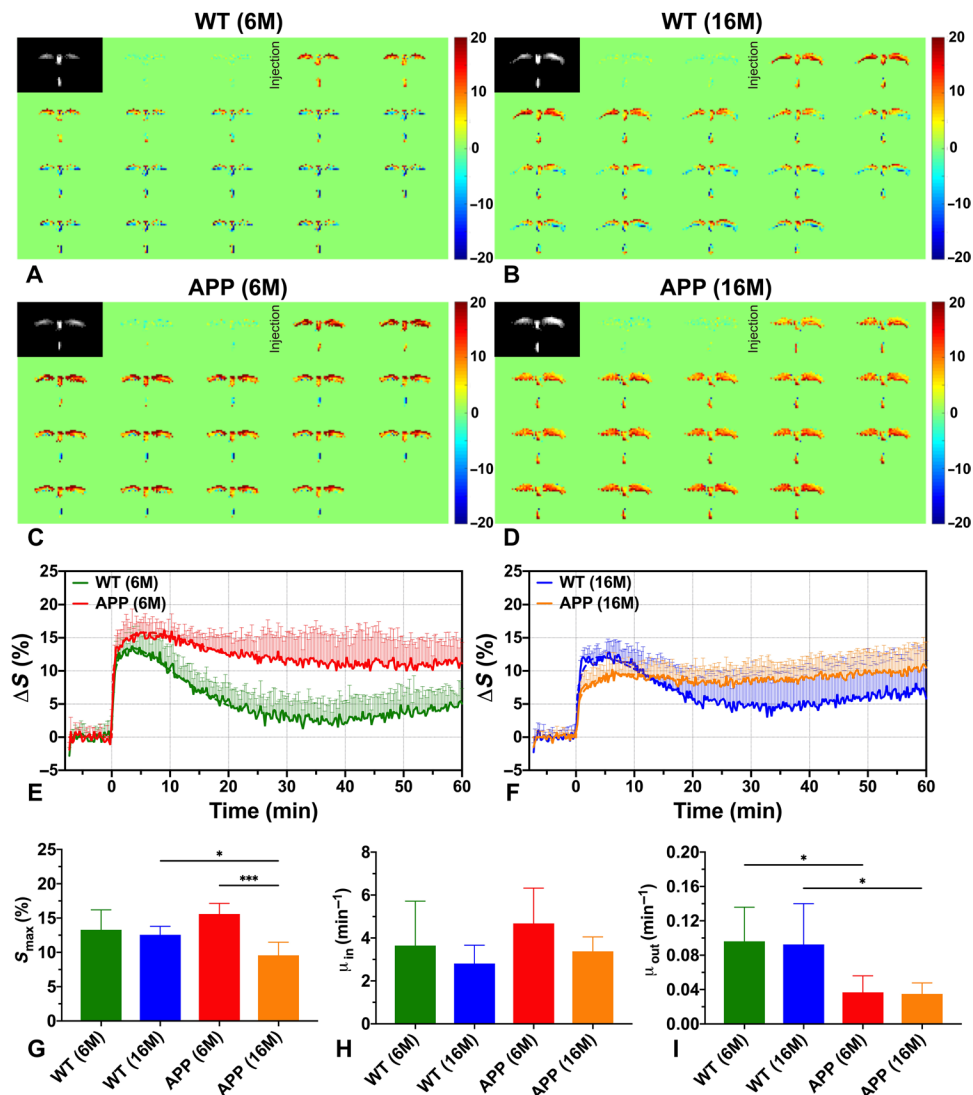 WT (6M)
WT (16M)
Injection
20
10
0
−10
−20
A
Injection
20
10
0
−10
−20
B
APP (6M)
APP (16M)
Injection
20
10
0
−10
−20
C
Injection
20
10
0
−10
−20
D
25
20
15
10
5
0
−5
ΔS (%)
WT (6M)
APP (6M)
0 10 20 30 40 50 60
Time (min)
E
25
20
15
10
5
0
−5
ΔS (%)
WT (16M)
APP (16M)
0 10 20 30 40 50 60
Time (min)
F
25
20
15
10
5
0
Smax (%)
*
***
WT (6M)
WT (16M)
APP (6M)
APP (16M)
G
8
6
4
2
0
μin (min−1)
WT (6M)
WT (16M)
APP (6M)
APP (16M)
H
0.20
0.16
0.12
0.08
0.04
0.00
μout (min−1)
*
*
WT (6M)
WT (16M)
APP (6M)
APP (16M)
I